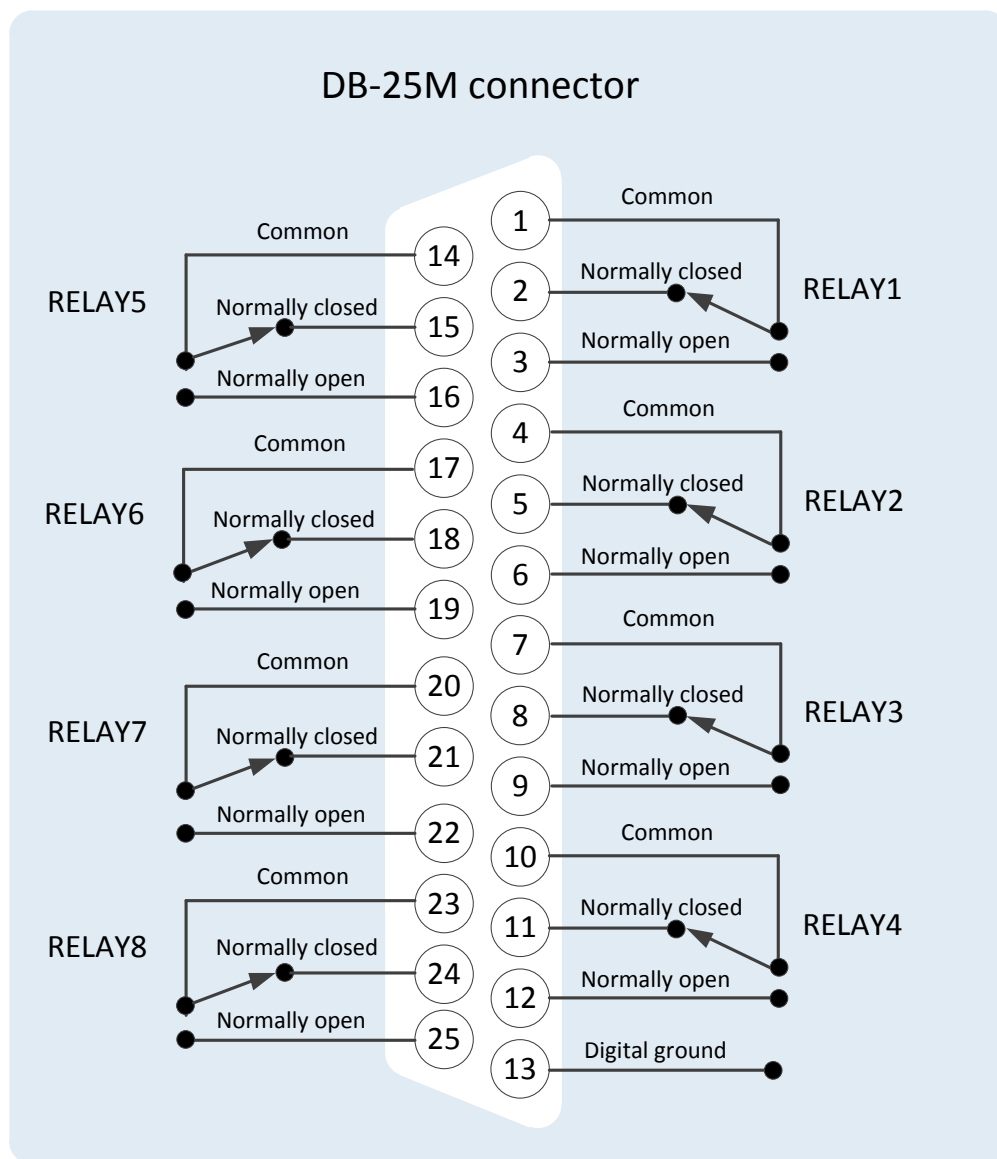 DB-25M connector
RELAY5
Common
14
Normally closed
15
Normally open
16
RELAY6
Common
17
Normally closed
18
Normally open
19
RELAY7
Common
20
Normally closed
21
Normally open
22
RELAY8
Common
23
Normally closed
24
Normally open
25
1
Common
2
Normally closed
RELAY1
3
Normally open
4
Common
5
Normally closed
RELAY2
6
Normally open
7
Common
8
Normally closed
RELAY3
9
Normally open
10
Common
11
Normally closed
RELAY4
12
Normally open
13
Digital ground